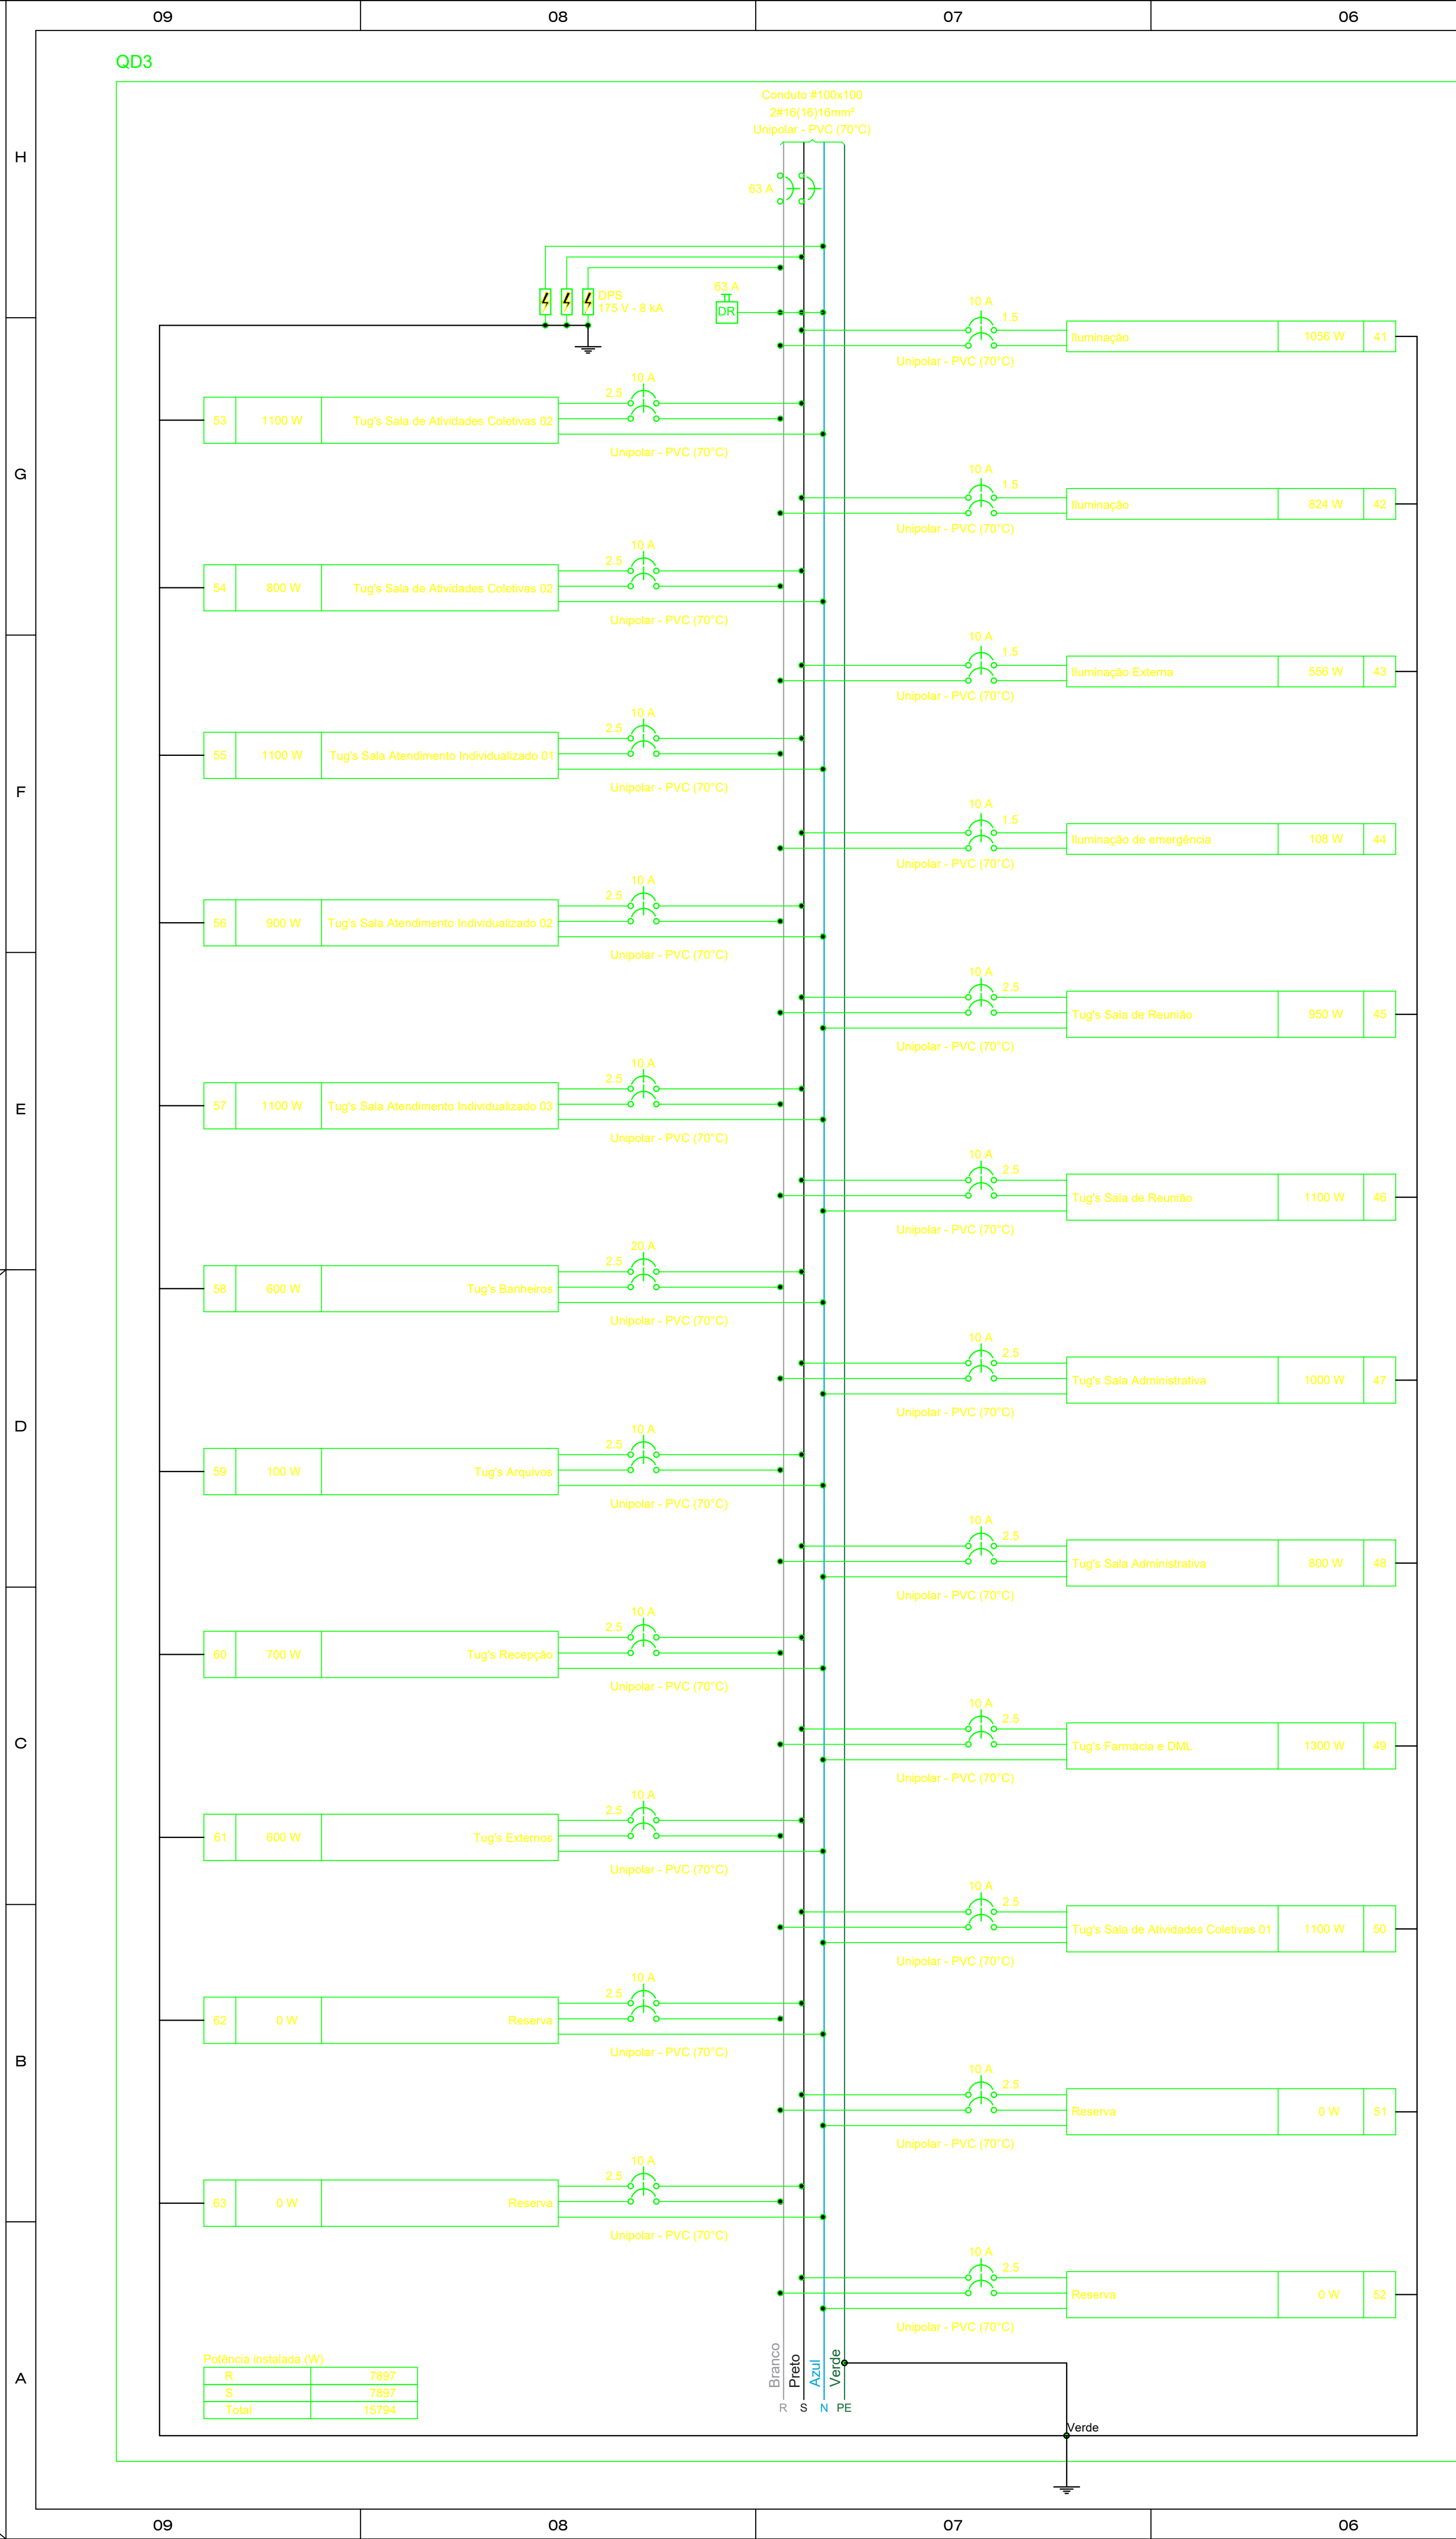 09 08 07 06
QD3
Conduto #100x100
2#16(16)16mm²
Unipolar - PVC (70°C)
H
63 A
DPS
175 V - 8 kA
63 A
DR
10 A
1.5
Iluminação 1056 W 41
Unipolar - PVC (70°C)
10 A
2.5
53 1100 W Tug's Sala de Atividades Coletivas 02
Unipolar - PVC (70°C)
G
10 A
1.5
Iluminação 824 W 42
Unipolar - PVC (70°C)
10 A
2.5
54 800 W Tug's Sala de Atividades Coletivas 02
Unipolar - PVC (70°C)
10 A
1.5
Iluminação Externa 556 W 43
Unipolar - PVC (70°C)
10 A
2.5
55 1100 W Tug's Sala Atendimento Individualizado 01
Unipolar - PVC (70°C)
F
10 A
1.5
Iluminação de emergência 108 W 44
Unipolar - PVC (70°C)
10 A
2.5
56 900 W Tug's Sala Atendimento Individualizado 02
Unipolar - PVC (70°C)
10 A
2.5
Tug's Sala de Reunião 950 W 45
Unipolar - PVC (70°C)
10 A
2.5
57 1100 W Tug's Sala Atendimento Individualizado 03
Unipolar - PVC (70°C)
E
10 A
2.5
Tug's Sala de Reunião 1100 W 46
Unipolar - PVC (70°C)
20 A
2.5
58 600 W Tug's Banheiros
Unipolar - PVC (70°C)
10 A
2.5
Tug's Sala Administrativa 1000 W 47
Unipolar - PVC (70°C)
D
10 A
2.5
59 100 W Tug's Arquivos
Unipolar - PVC (70°C)
10 A
2.5
Tug's Sala Administrativa 800 W 48
Unipolar - PVC (70°C)
10 A
2.5
60 700 W Tug's Recepção
Unipolar - PVC (70°C)
C
10 A
2.5
Tug's Farmácia e DML 1300 W 49
Unipolar - PVC (70°C)
10 A
2.5
61 600 W Tug's Externos
Unipolar - PVC (70°C)
10 A
2.5
Tug's Sala de Atividades Coletivas 01 1100 W 50
Unipolar - PVC (70°C)
10 A
2.5
62 0 W Reserva
Unipolar - PVC (70°C)
B
10 A
2.5
Reserva 0 W 51
Unipolar - PVC (70°C)
10 A
2.5
63 0 W Reserva
Unipolar - PVC (70°C)
10 A
2.5
Reserva 0 W 52
Unipolar - PVC (70°C)
A
Potência instalada (W)
R 7897
S 7897
Total 15794
Branco Preto Azul Verde
R S N PE
Verde
09 08 07 06